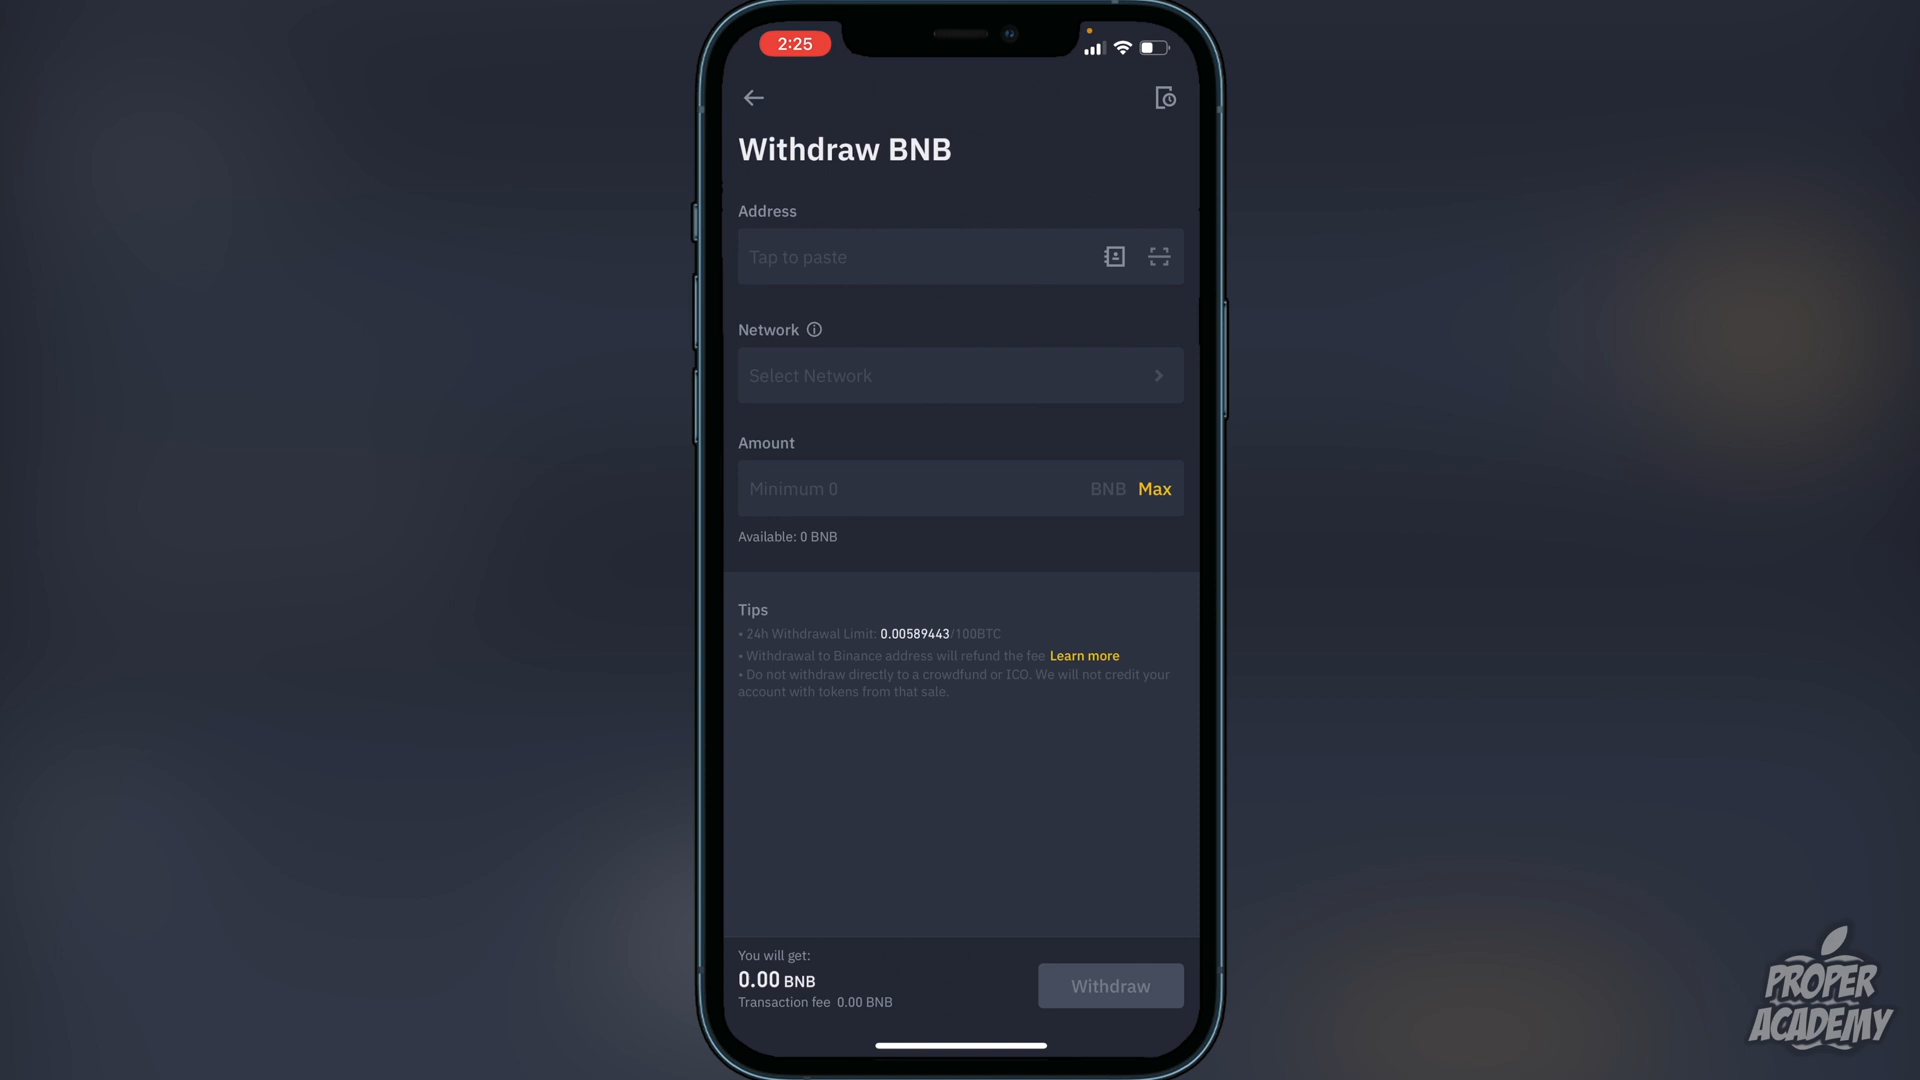 2:25
Withdraw BNB
Address
Tap to paste
Network
Select Network
Amount
Minimum 0 BNB Max
Available: 0 BNB
Tips
• 24h Withdrawal Limit: 0.00589443/100BTC
• Withdrawal to Binance address will refund the fee Learn more
• Do not withdraw directly to a crowdfund or ICO. We will not credit your
account with tokens from that sale.
You will get:
0.00 BNB
Transaction fee 0.00 BNB
Withdraw
PROPER
ACADEMY